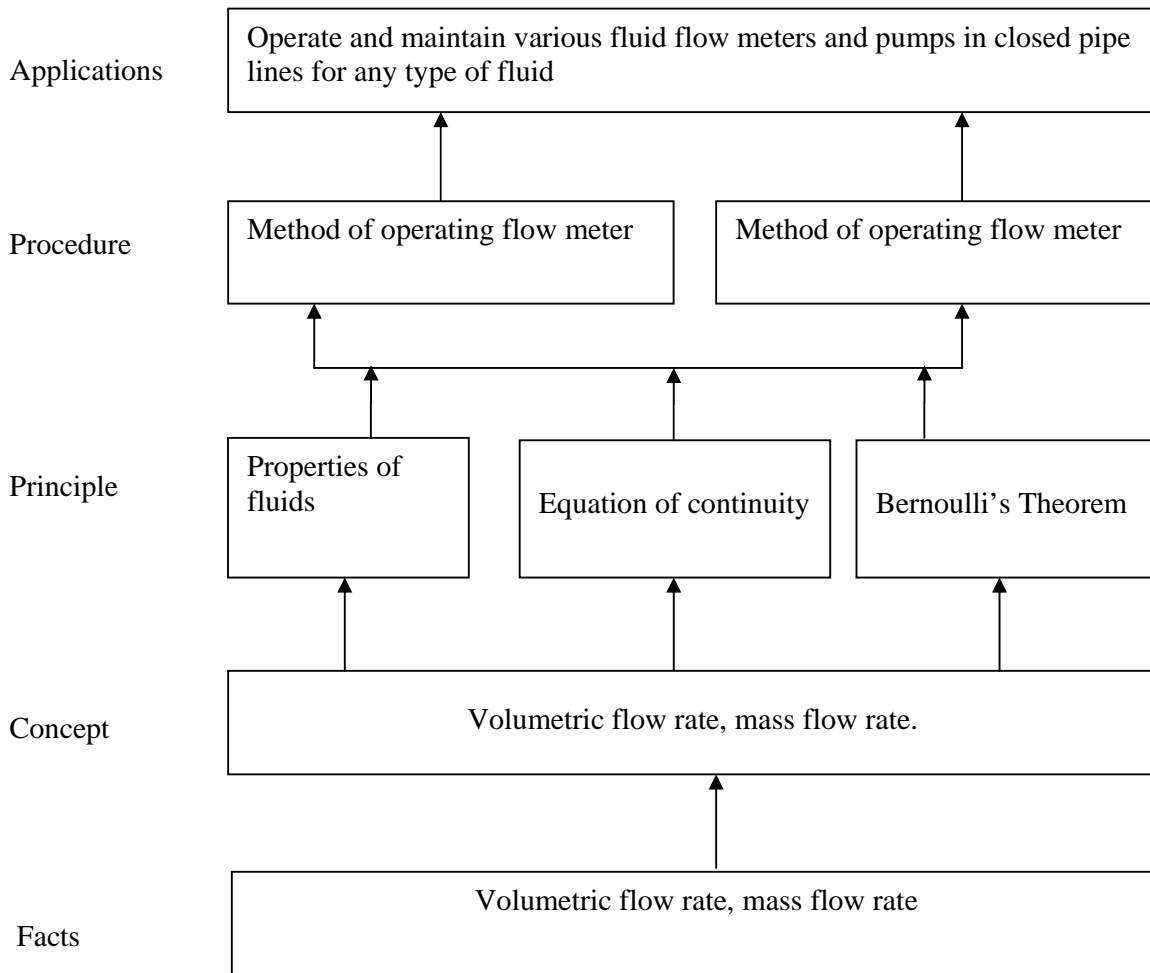 Applications
Operate and maintain various fluid flow meters and pumps in closed pipe
lines for any type of fluid
Procedure
Method of operating flow meter
Method of operating flow meter
Principle
Properties of
fluids
Equation of continuity
Bernoulli’s Theorem
Concept
Volumetric flow rate, mass flow rate.
Facts
Volumetric flow rate, mass flow rate